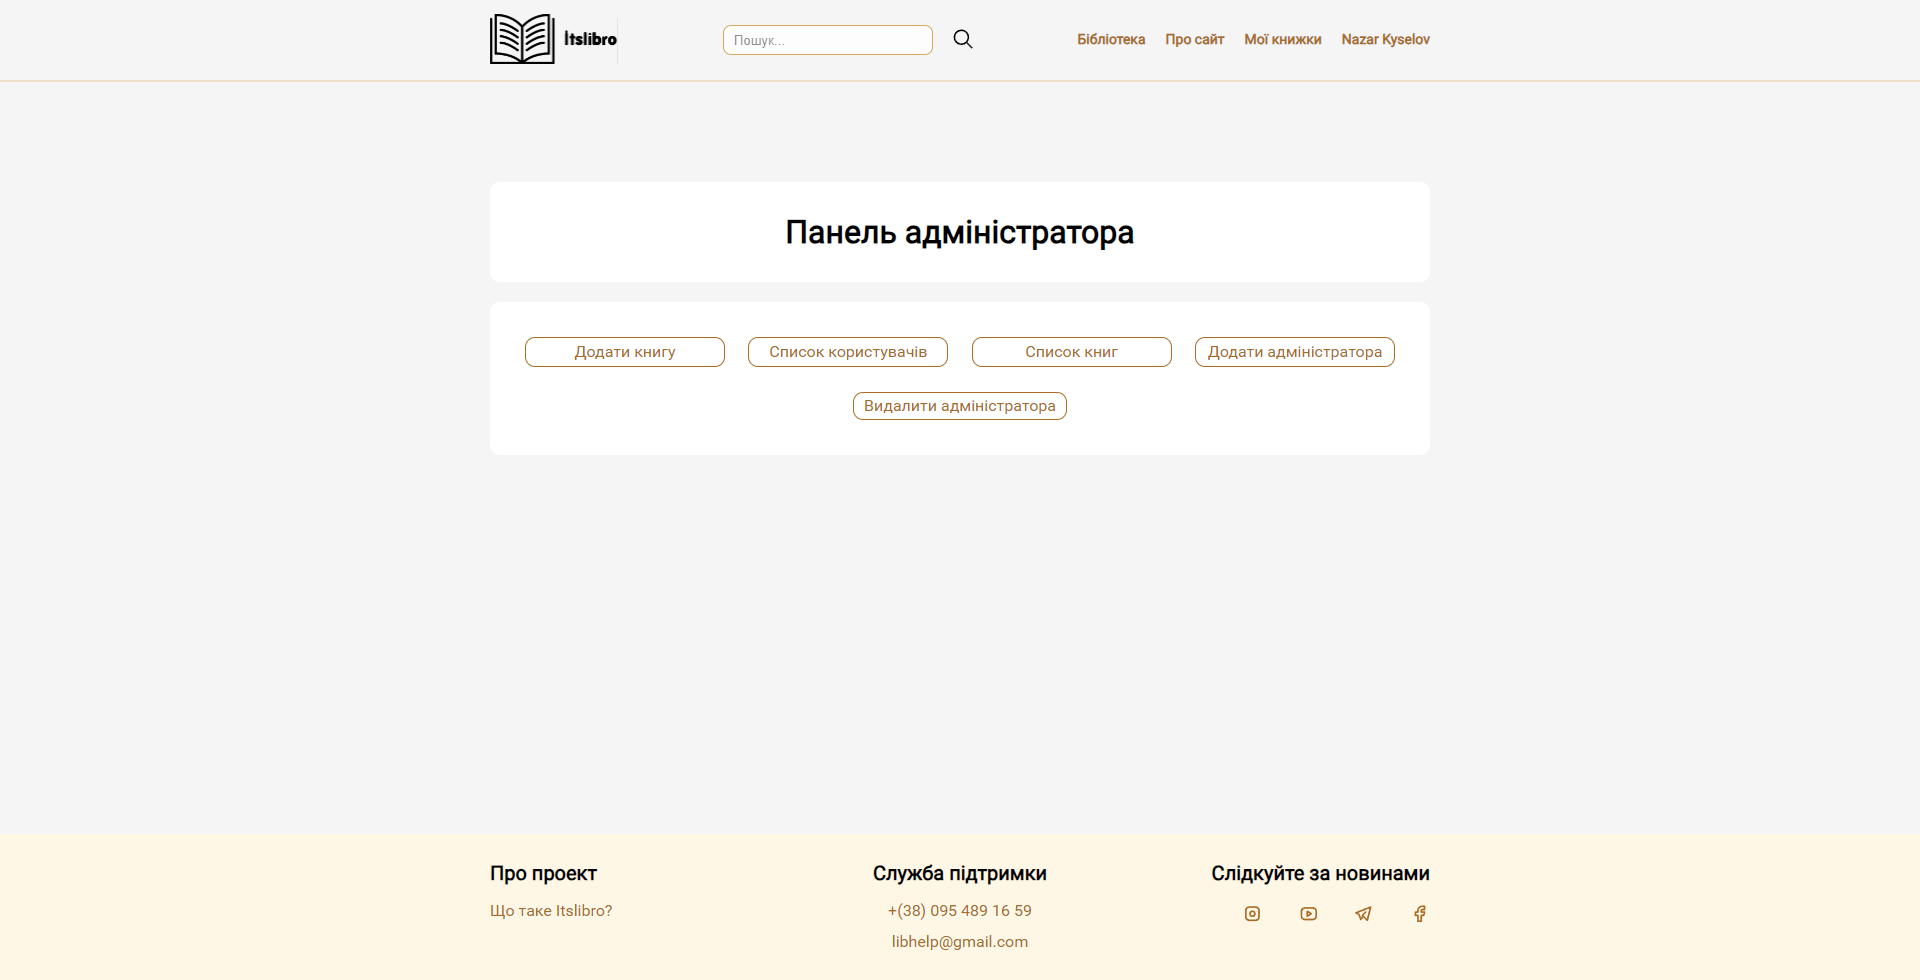 Itslibro
Пошук...
Бібліотека
Про сайт
Мої книжки
Nazar Kyselov
Панель адміністратора
Додати книгу
Список користувачів
Список книг
Додати адміністратора
Видалити адміністратора
Про проект
Що таке Itslibro?
Служба підтримки
+(38) 095 489 16 59
libhelp@gmail.com
Слідкуйте за новинами